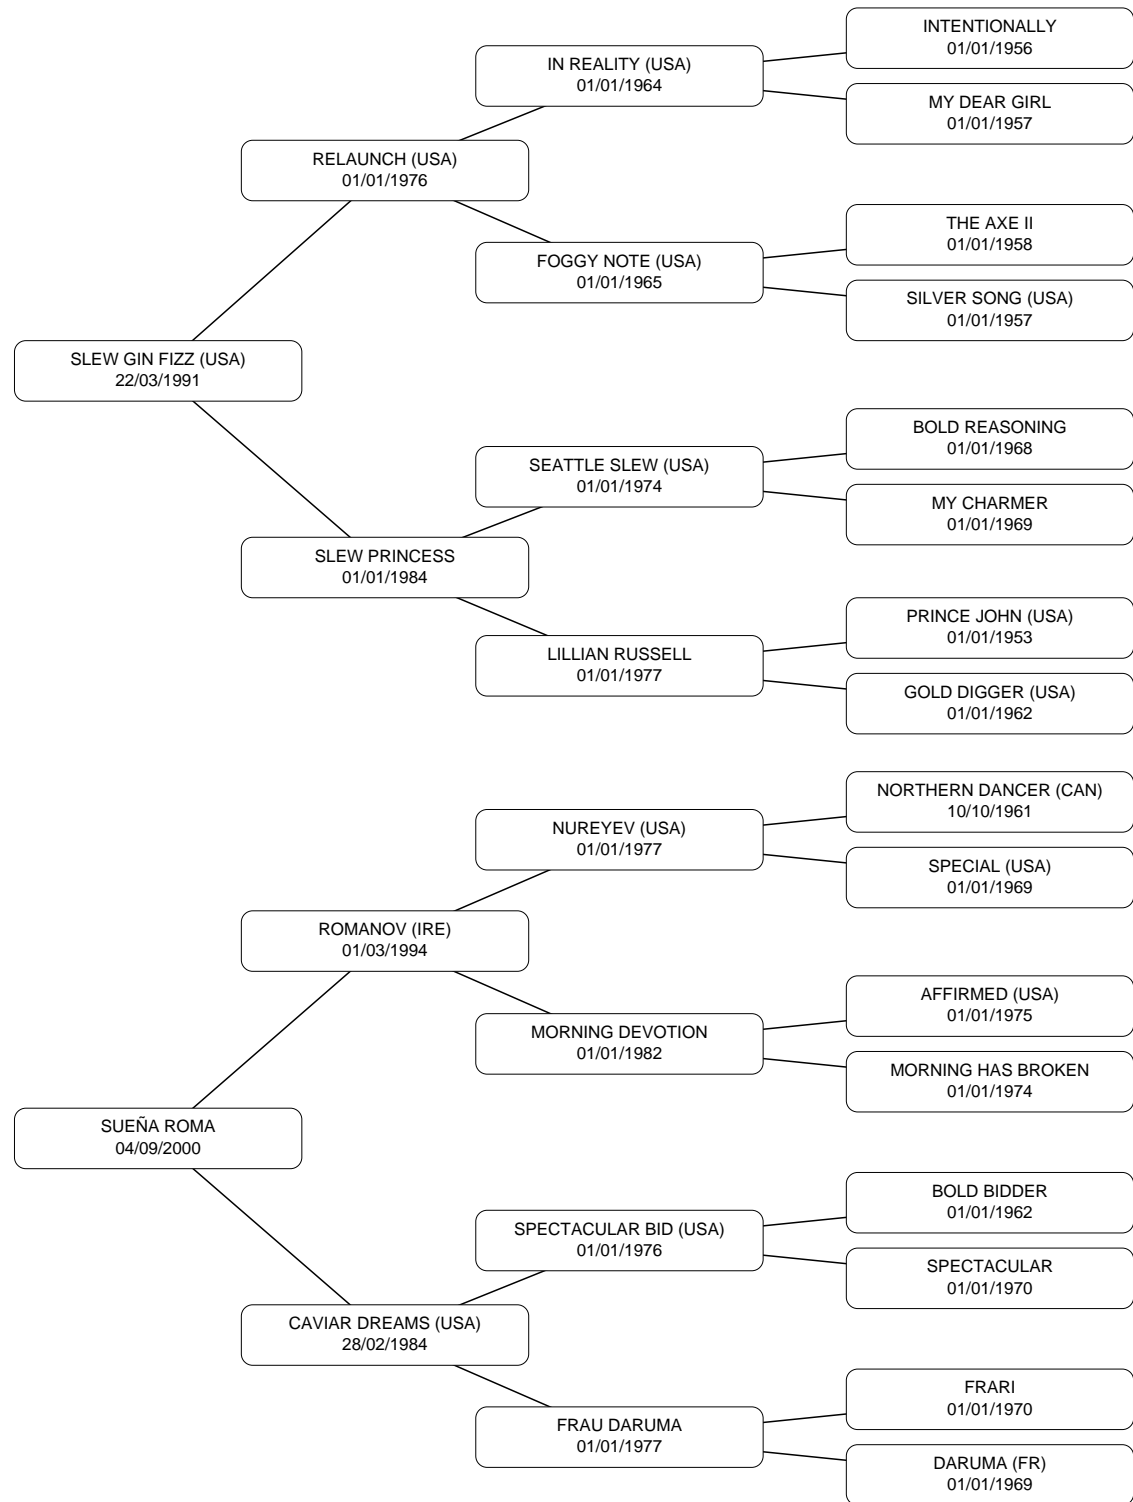 INTENTIONALLY
01/01/1956
IN REALITY (USA)
01/01/1964
MY DEAR GIRL
01/01/1957
RELAUNCH (USA)
01/01/1976
THE AXE II
01/01/1958
FOGGY NOTE (USA)
01/01/1965
SILVER SONG (USA)
01/01/1957
SLEW GIN FIZZ (USA)
22/03/1991
BOLD REASONING
01/01/1968
SEATTLE SLEW (USA)
01/01/1974
MY CHARMER
01/01/1969
SLEW PRINCESS
01/01/1984
PRINCE JOHN (USA)
01/01/1953
LILLIAN RUSSELL
01/01/1977
GOLD DIGGER (USA)
01/01/1962
NORTHERN DANCER (CAN)
10/10/1961
NUREYEV (USA)
01/01/1977
SPECIAL (USA)
01/01/1969
ROMANOV (IRE)
01/03/1994
AFFIRMED (USA)
01/01/1975
MORNING DEVOTION
01/01/1982
MORNING HAS BROKEN
01/01/1974
SUEÑA ROMA
04/09/2000
BOLD BIDDER
01/01/1962
SPECTACULAR BID (USA)
01/01/1976
SPECTACULAR
01/01/1970
CAVIAR DREAMS (USA)
28/02/1984
FRARI
01/01/1970
FRAU DARUMA
01/01/1977
DARUMA (FR)
01/01/1969